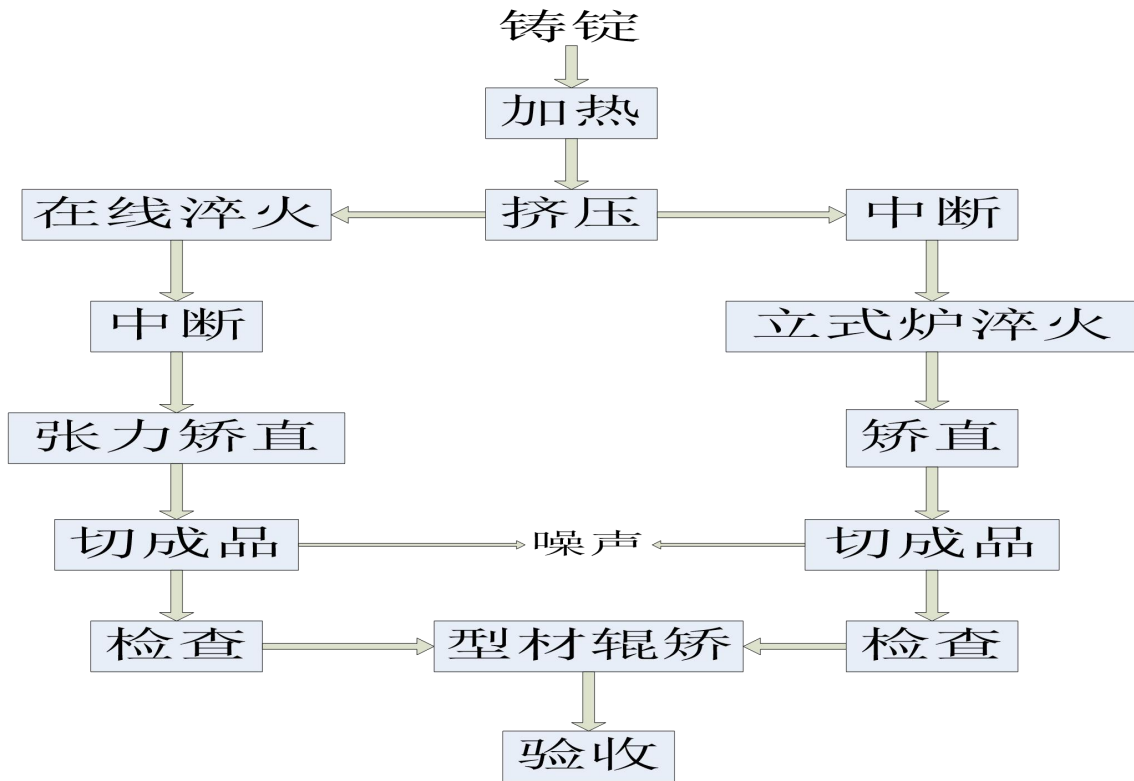 铸锭
加热
在线淬火
挤压
中断
中断
立式炉淬火
张力矫直
矫直
切成品
噪声
切成品
检查
型材辊矫
检查
验收